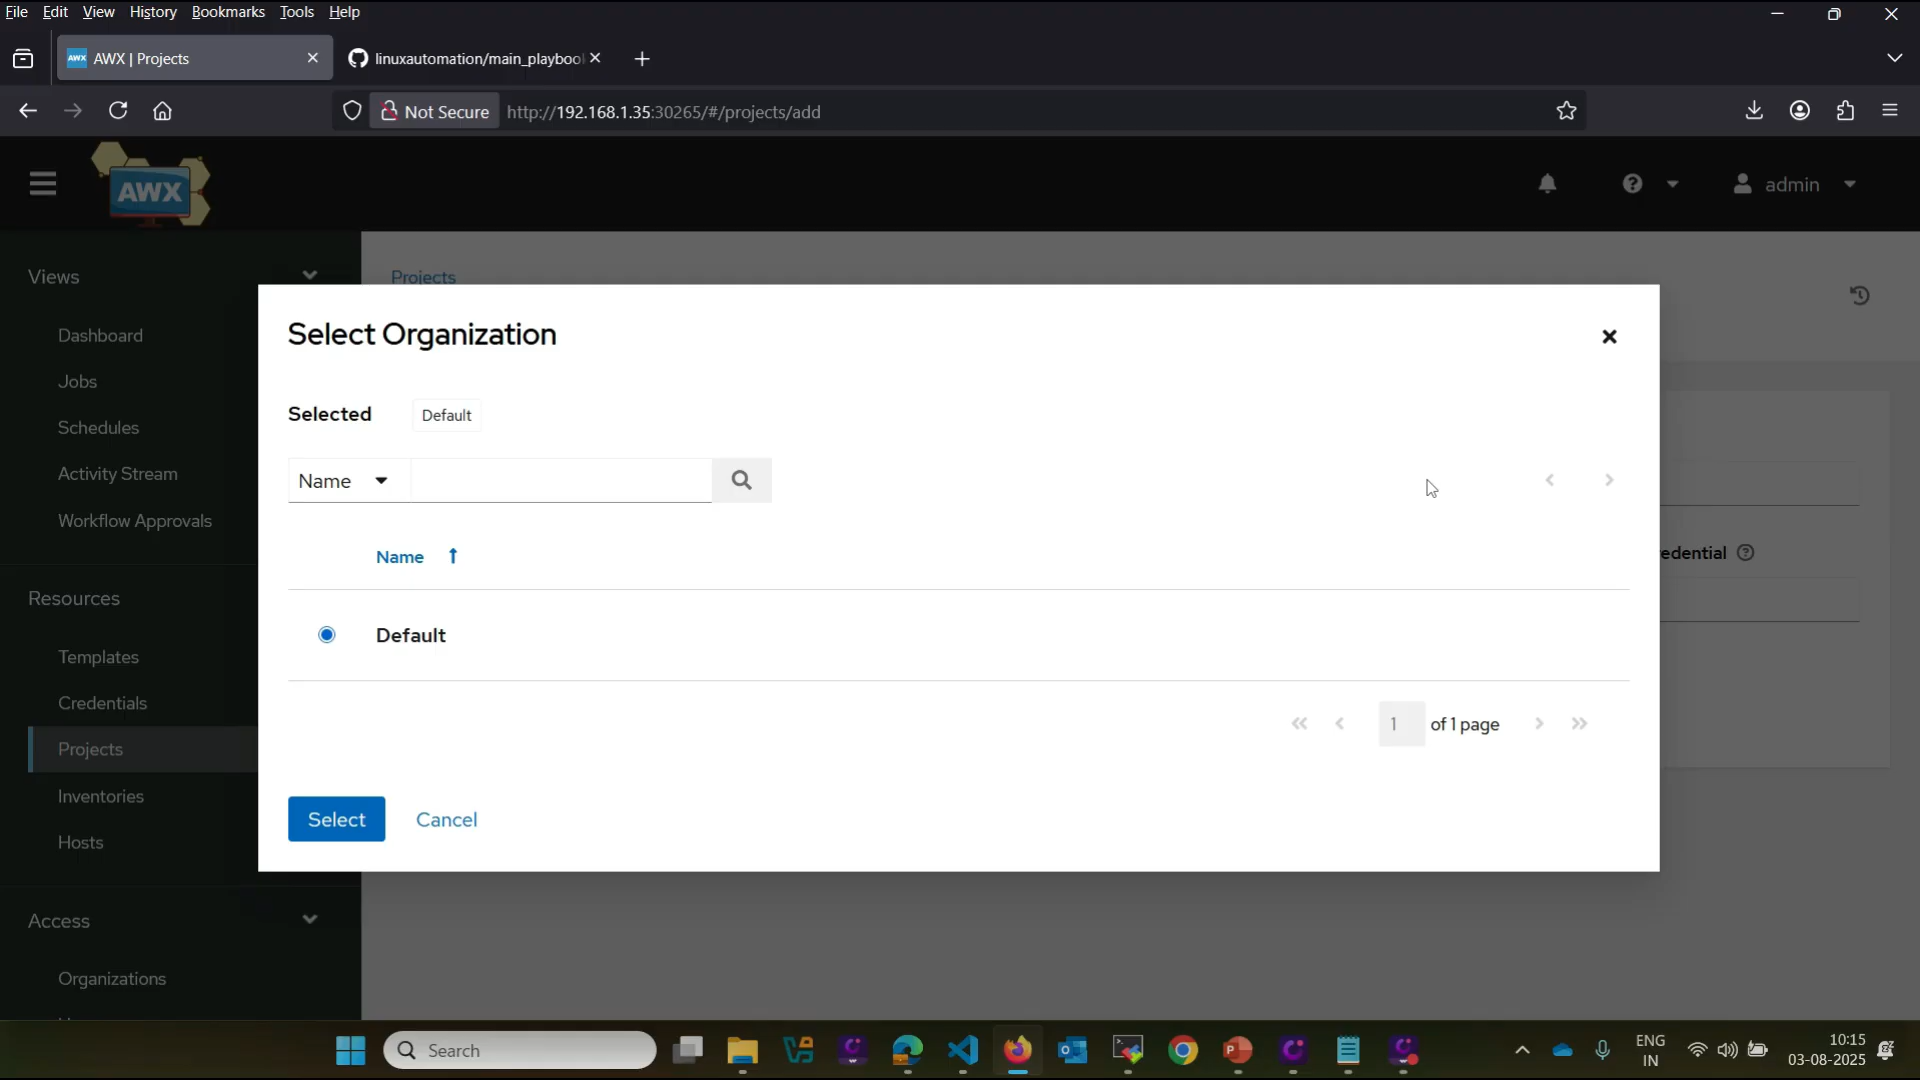 File Edit View History Bookmarks Tools Help
AWX | Projects
linuxautomation/main_playboo
Not Secure http://192.168.1.35:30265/#/projects/add
AWX
admin
Views
Projects
Dashboard
Jobs
Schedules
Activity Stream
Workflow Approvals
Resources
Templates
Credentials
Projects
Inventories
Hosts
Access
Organizations
Select Organization
Selected Default
Name
Name
Default
1 of 1 page
Select Cancel
edential
Search
ENG
IN
10:15
03-08-2025